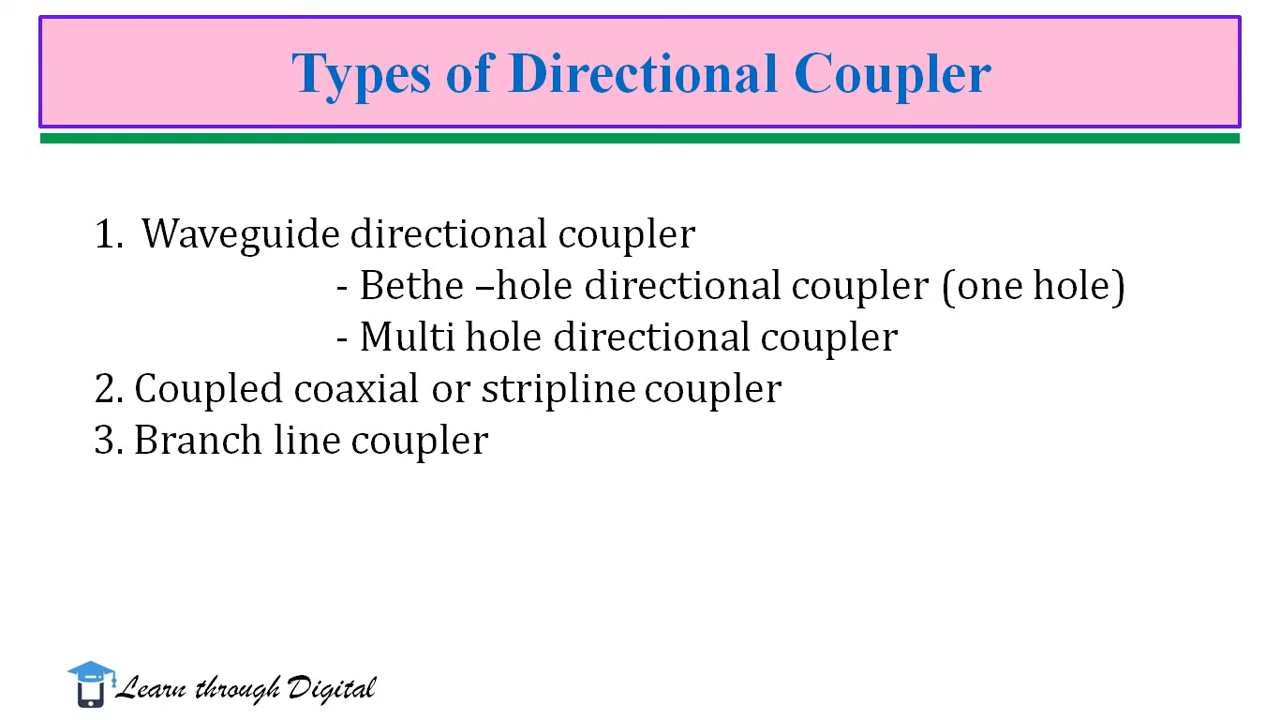 Types of Directional Coupler
1. Waveguide directional coupler
- Bethe –hole directional coupler (one hole)
- Multi hole directional coupler
2. Coupled coaxial or stripline coupler
3. Branch line coupler
Learn through Digital